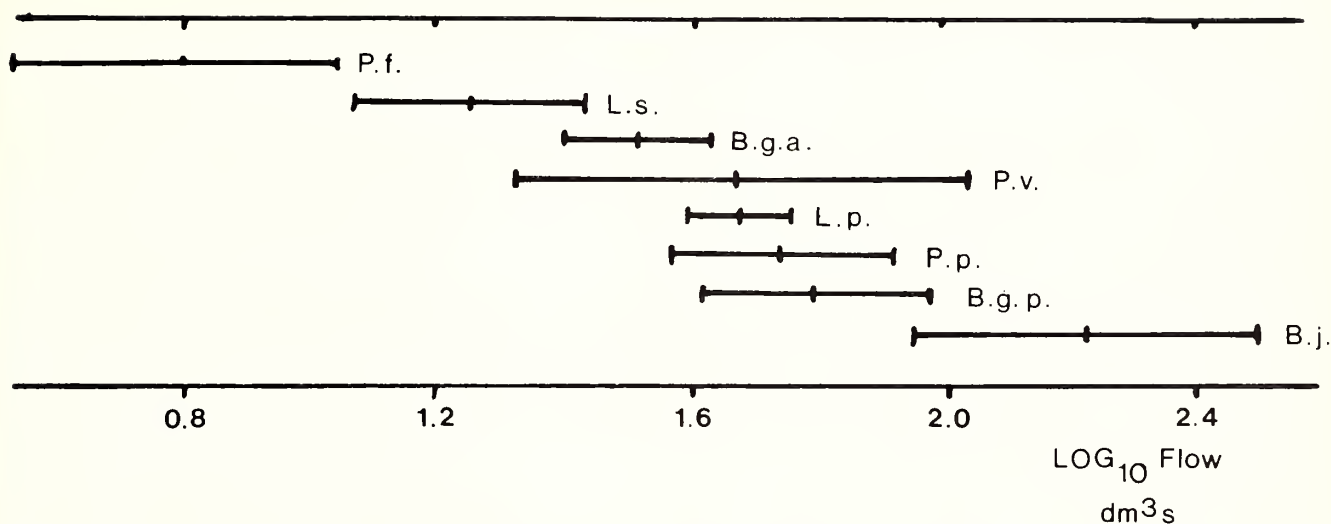 P.f.
L.s.
B.g.a.
P.v.
L.p.
P.p.
B.g.p.
B.j.
0.8 1.2 1.6 2.0 2.4
LOG₁₀ Flow
dm³s